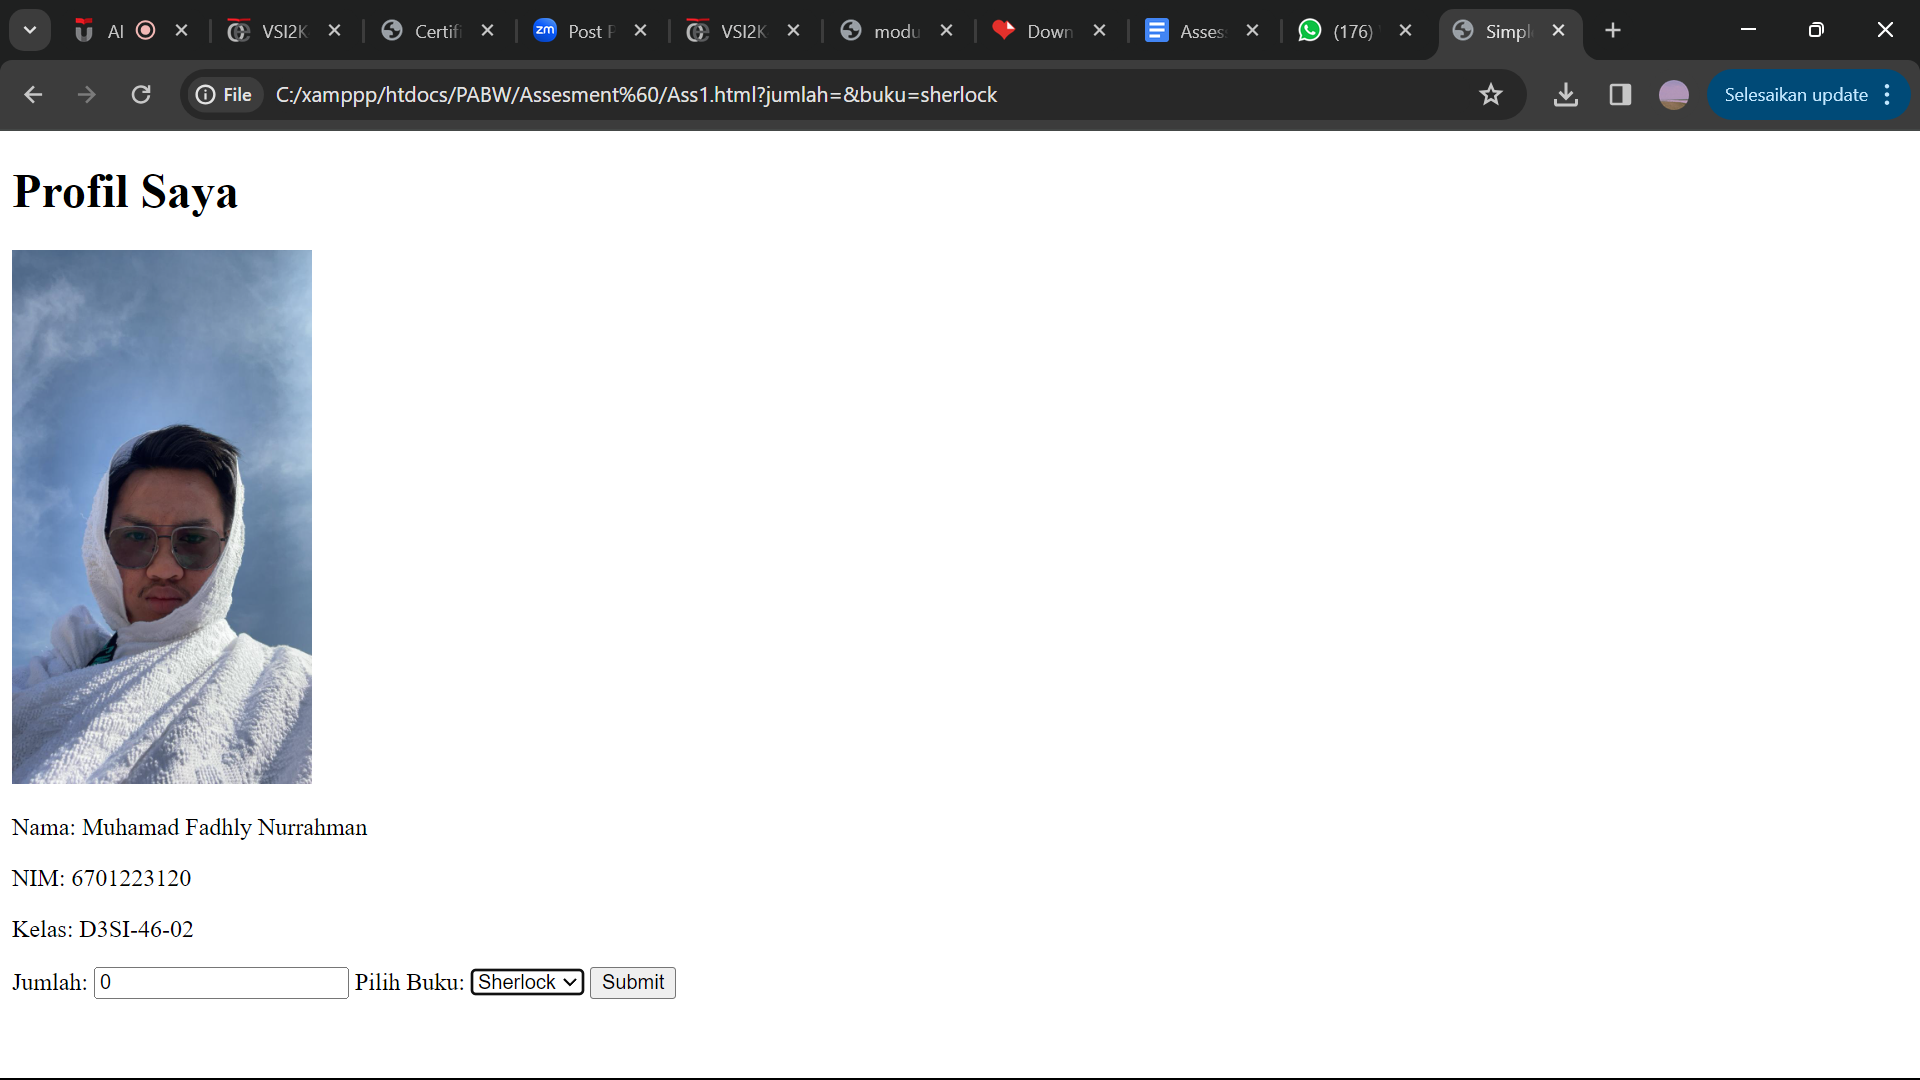 AI
VSI2K
Certifi
Post P
VSI2K
modu
Down
Asses
(176)
Simpl
File
C:/xamppp/htdocs/PABW/Assesment%60/Ass1.html?jumlah=&buku=sherlock
Selesaikan update
Profil Saya
Nama: Muhamad Fadhly Nurrahman
NIM: 6701223120
Kelas: D3SI-46-02
Jumlah: 0 Pilih Buku: Sherlock Submit